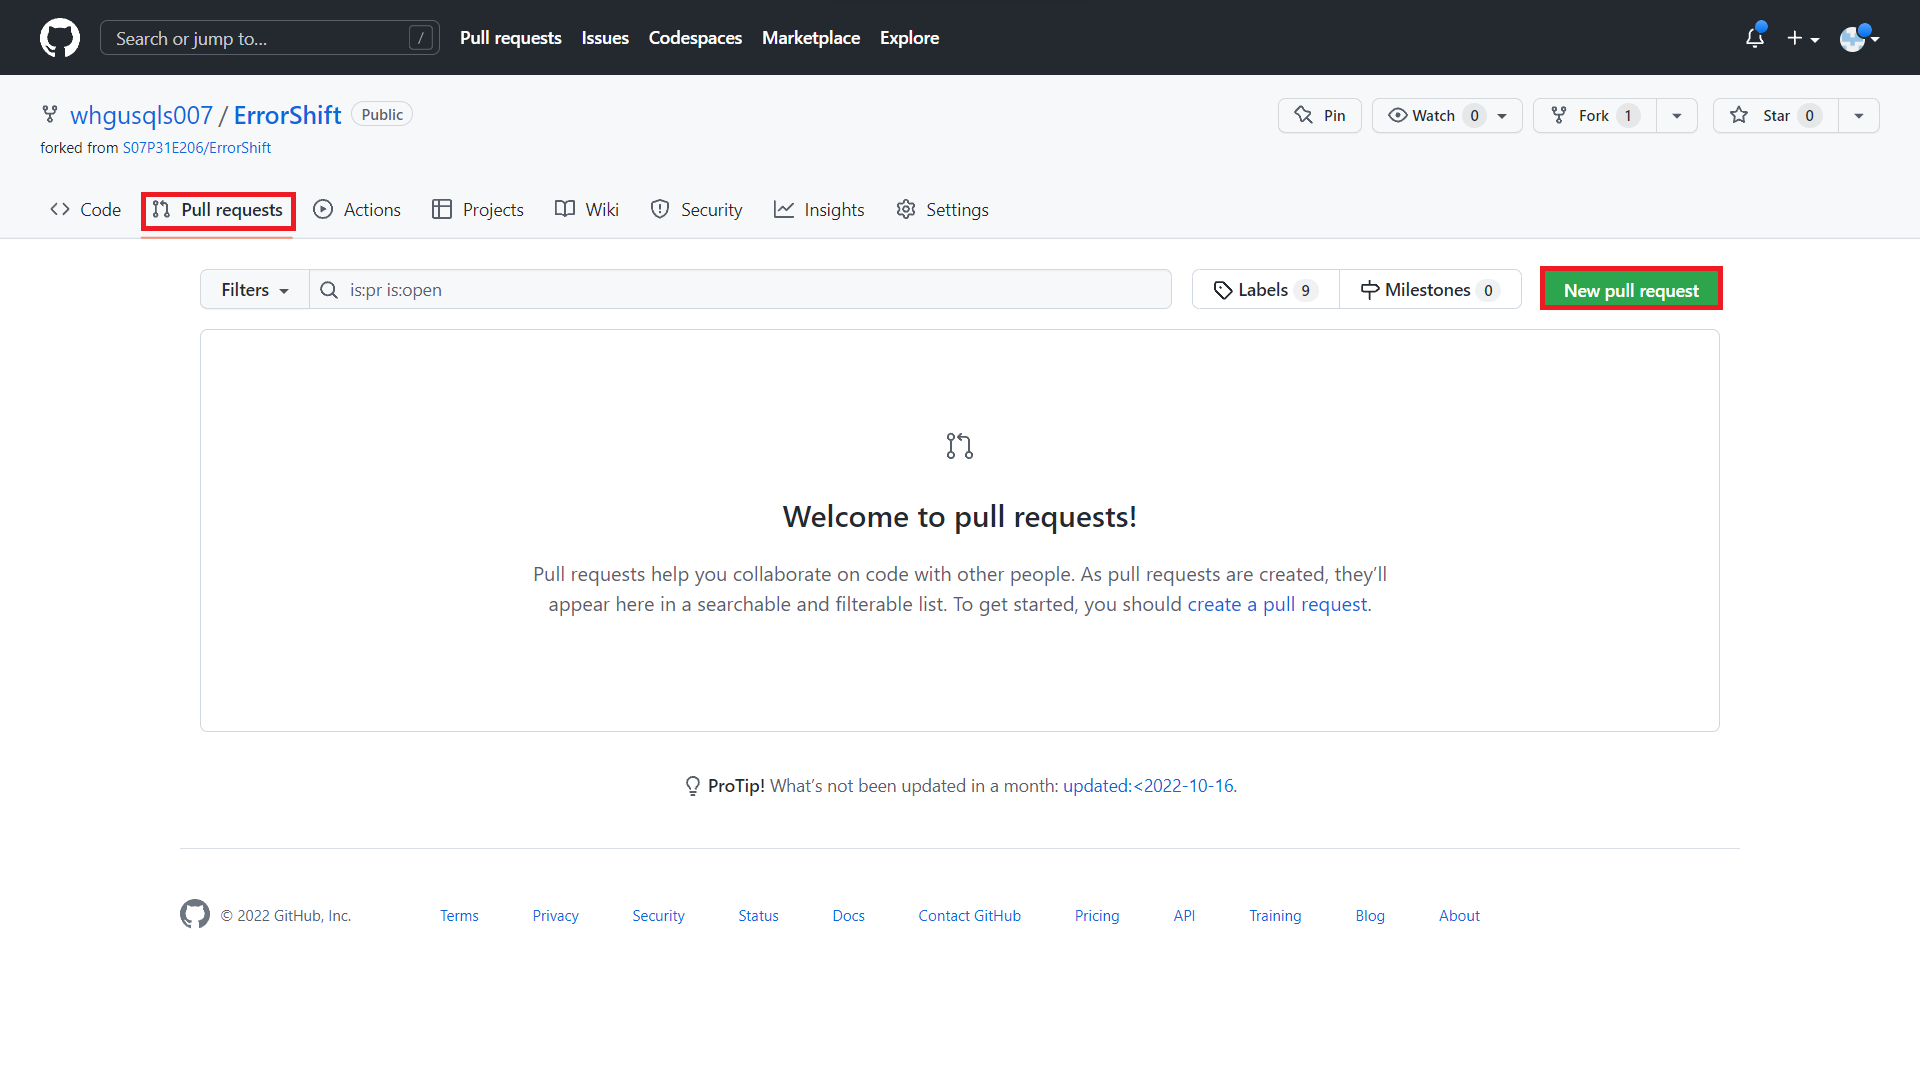 Search or jump to... /
Pull requests Issues Codespaces Marketplace Explore
whgusqls007 / ErrorShift Public
Pin Watch 0 Fork 1 Star 0
forked from S07P31E206/ErrorShift
Code Pull requests Actions Projects Wiki Security Insights Settings
Filters is:pr is:open Labels 9 Milestones 0 New pull request
Welcome to pull requests!
Pull requests help you collaborate on code with other people. As pull requests are created, they’ll
appear here in a searchable and filterable list. To get started, you should create a pull request.
ProTip! What’s not been updated in a month: updated:<2022-10-16.
© 2022 GitHub, Inc. Terms Privacy Security Status Docs Contact GitHub Pricing API Training Blog About